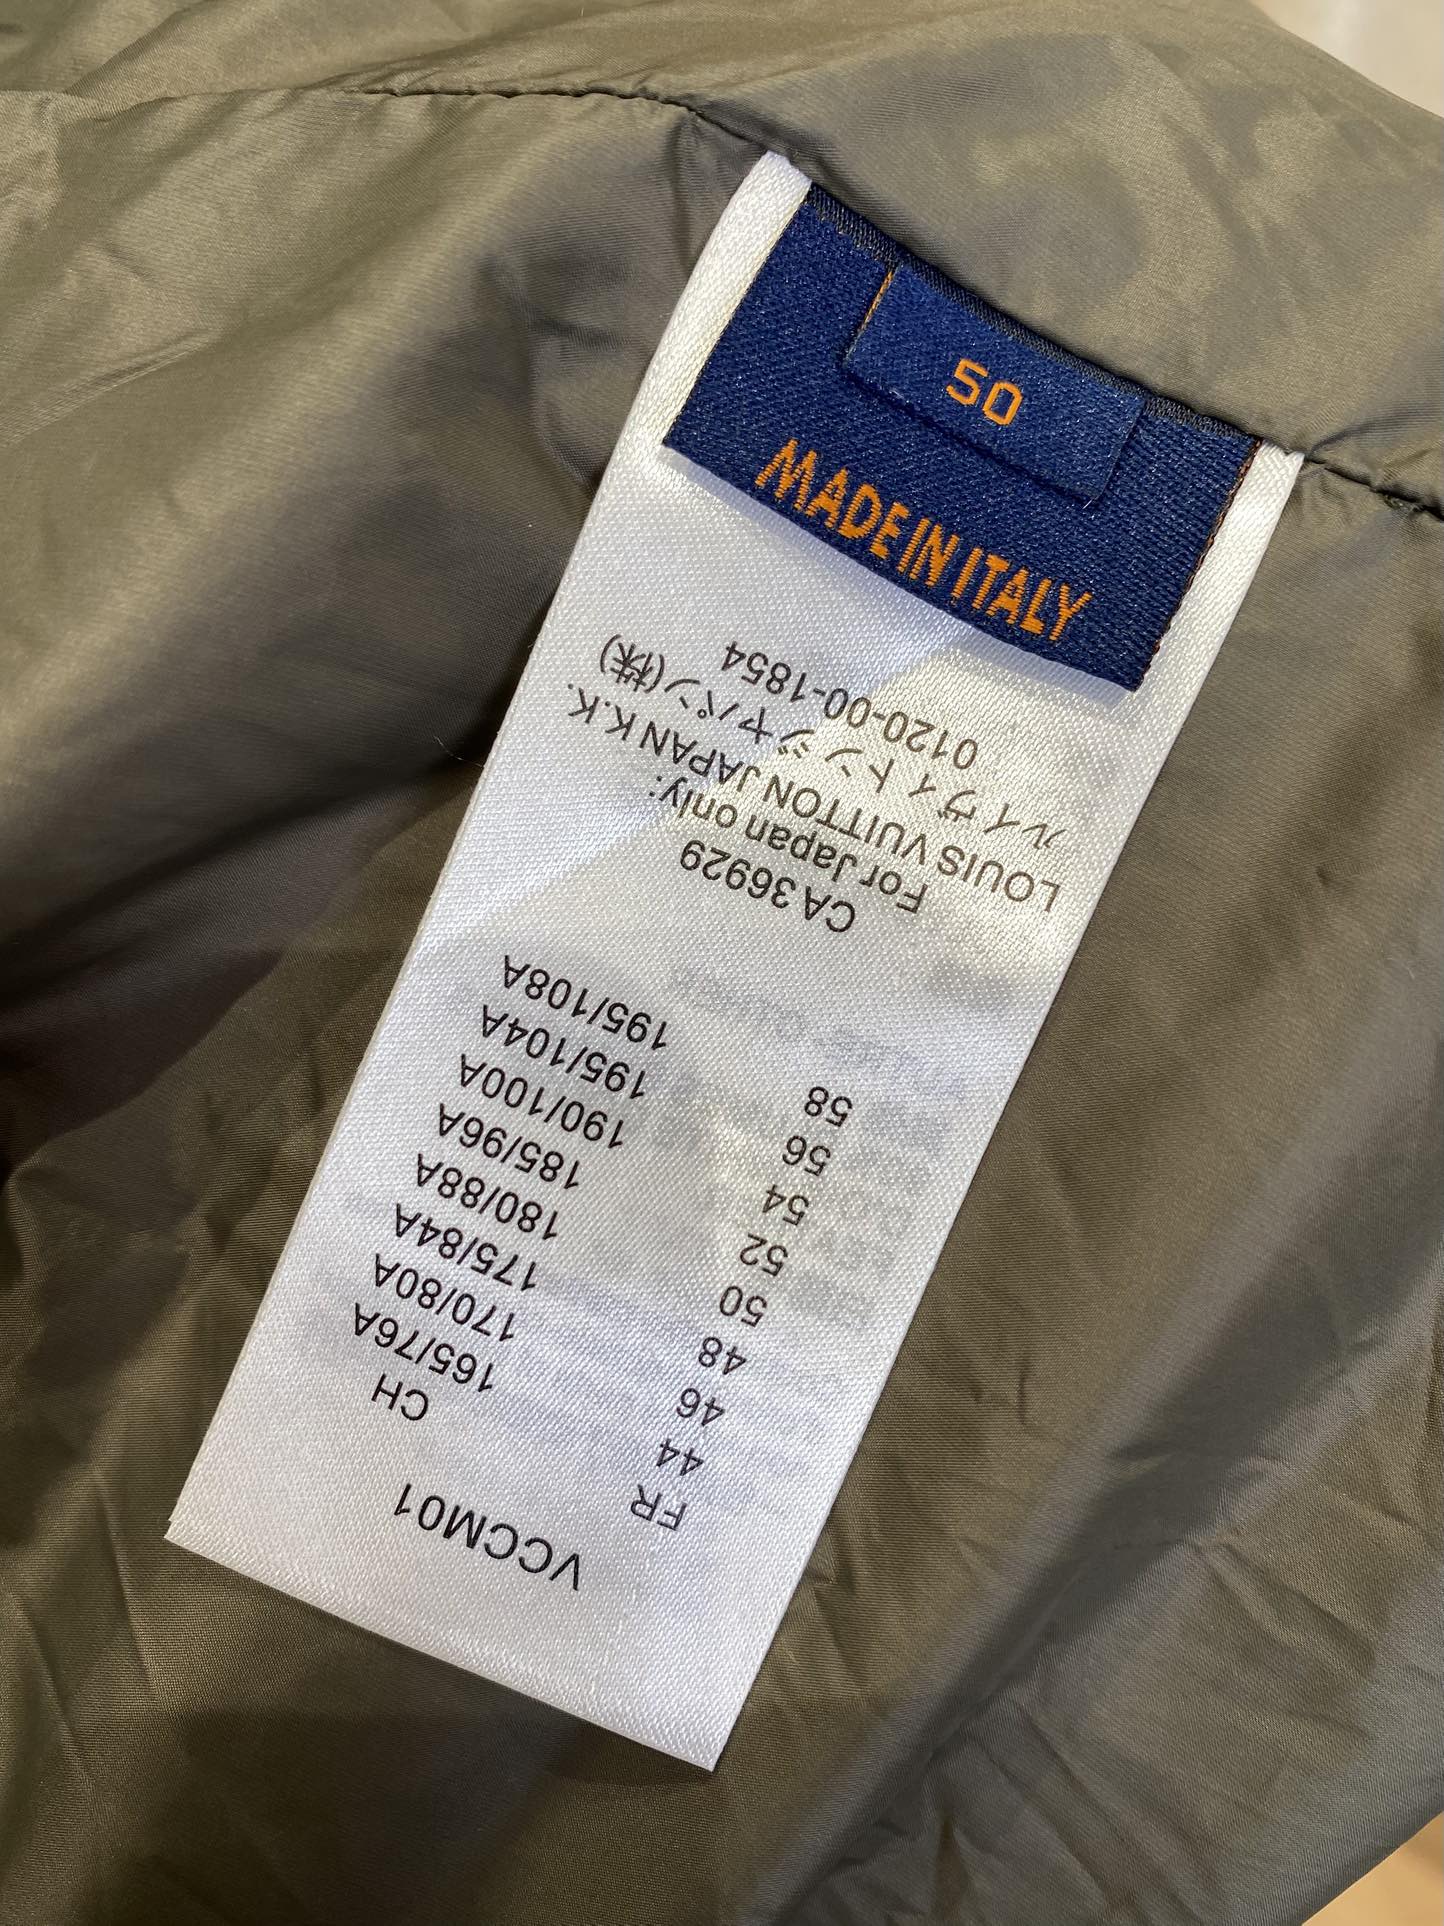 50
MADE IN ITALY
VCCM01
FR CH
44 165/76A
46 170/80A
48 175/84A
50 180/88A
52 185/96A
54 190/100A
56 195/104A
58 195/108A
CA 36929
For Japan only:
LOUIS VUITTON JAPAN K.K.
ルイ ヴィトン ジャパン (株)
0120-00-1854